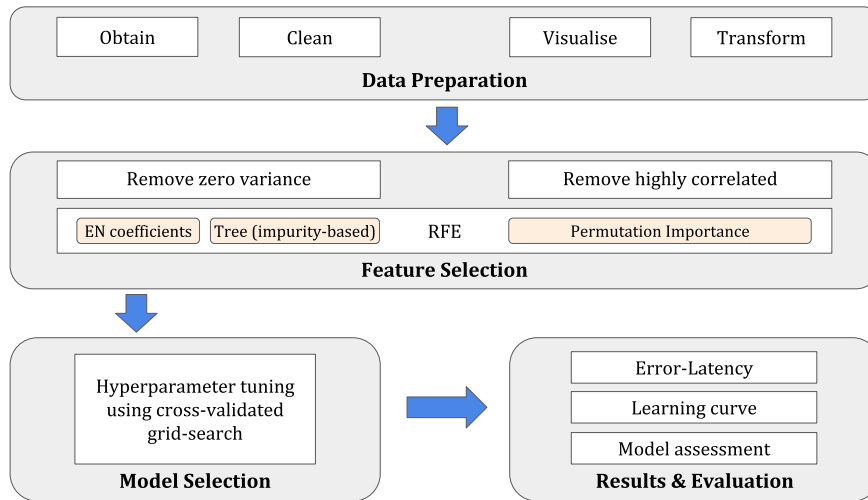 Obtain
Clean
Visualise
Transform
Data Preparation
Remove zero variance
Remove highly correlated
EN coefficients
Tree (impurity-based)
RFE
Permutation Importance
Feature Selection
Hyperparameter tuning
using cross-validated
grid-search
Model Selection
Error-Latency
Learning curve
Model assessment
Results & Evaluation